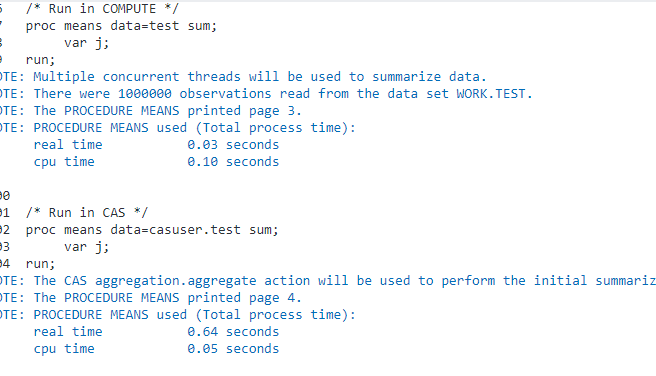 6 /* Run in COMPUTE */
7 proc means data=test sum;
8 var j;
9 run;
OTE: Multiple concurrent threads will be used to summarize data.
OTE: There were 1000000 observations read from the data set WORK.TEST.
OTE: The PROCEDURE MEANS printed page 3.
OTE: PROCEDURE MEANS used (Total process time):
real time 0.03 seconds
cpu time 0.10 seconds
00
01 /* Run in CAS */
02 proc means data=casuser.test sum;
03 var j;
04 run;
OTE: The CAS aggregation.aggregate action will be used to perform the initial summariz
OTE: The PROCEDURE MEANS printed page 4.
OTE: PROCEDURE MEANS used (Total process time):
real time 0.64 seconds
cpu time 0.05 seconds